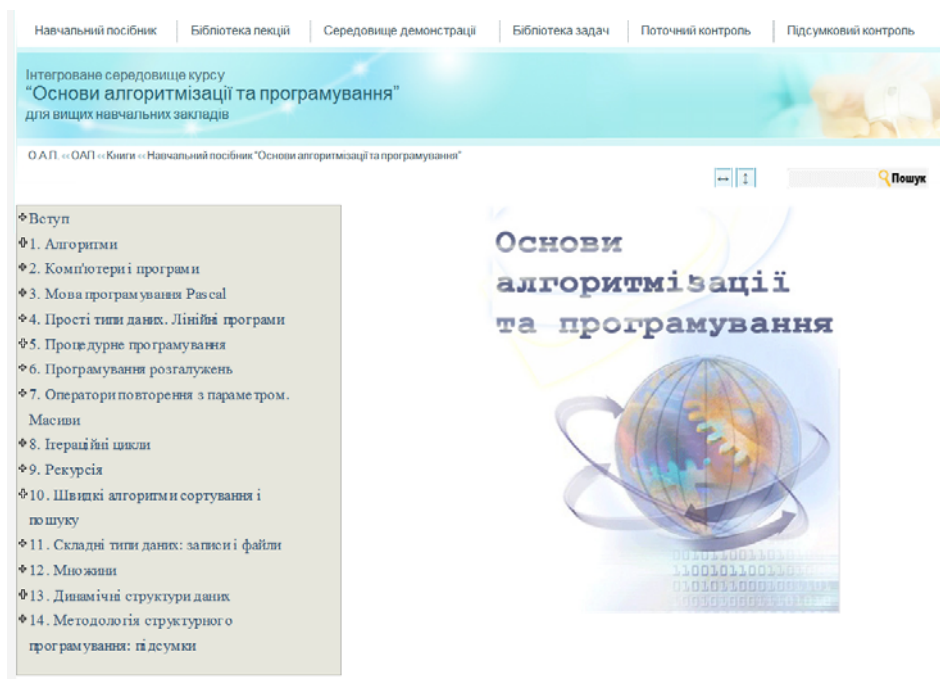 Навчальний посібник Бібліотека лекцій Середовище демонстрації Бібліотека задач Поточний контроль Підсумковий контроль
Інтегроване середовище курсу
“Основи алгоритмізації та програмування”
для вищих навчальних закладів
О.А.П. «« ОАП «« Книги «« Навчальний посібник "Основи алгоритмізації та програмування"
Пошук
Вступ
1. Алгоритми
2. Комп'ютери і програми
3. Мова програмування Pascal
4. Прості типи даних. Лінійні програми
5. Процедурне програмування
6. Програмування розгалужень
7. Оператори повторення з параметром.
Масиви
8. Ітераційні цикли
9. Рекурсія
10. Швидкі алгоритми сортування і
пошуку
11. Складні типи даних: записи і файли
12. Множини
13. Динамічні структури даних
14. Методологія структурного
програмування: підсумки
Основи
алгоритмізації
та програмування